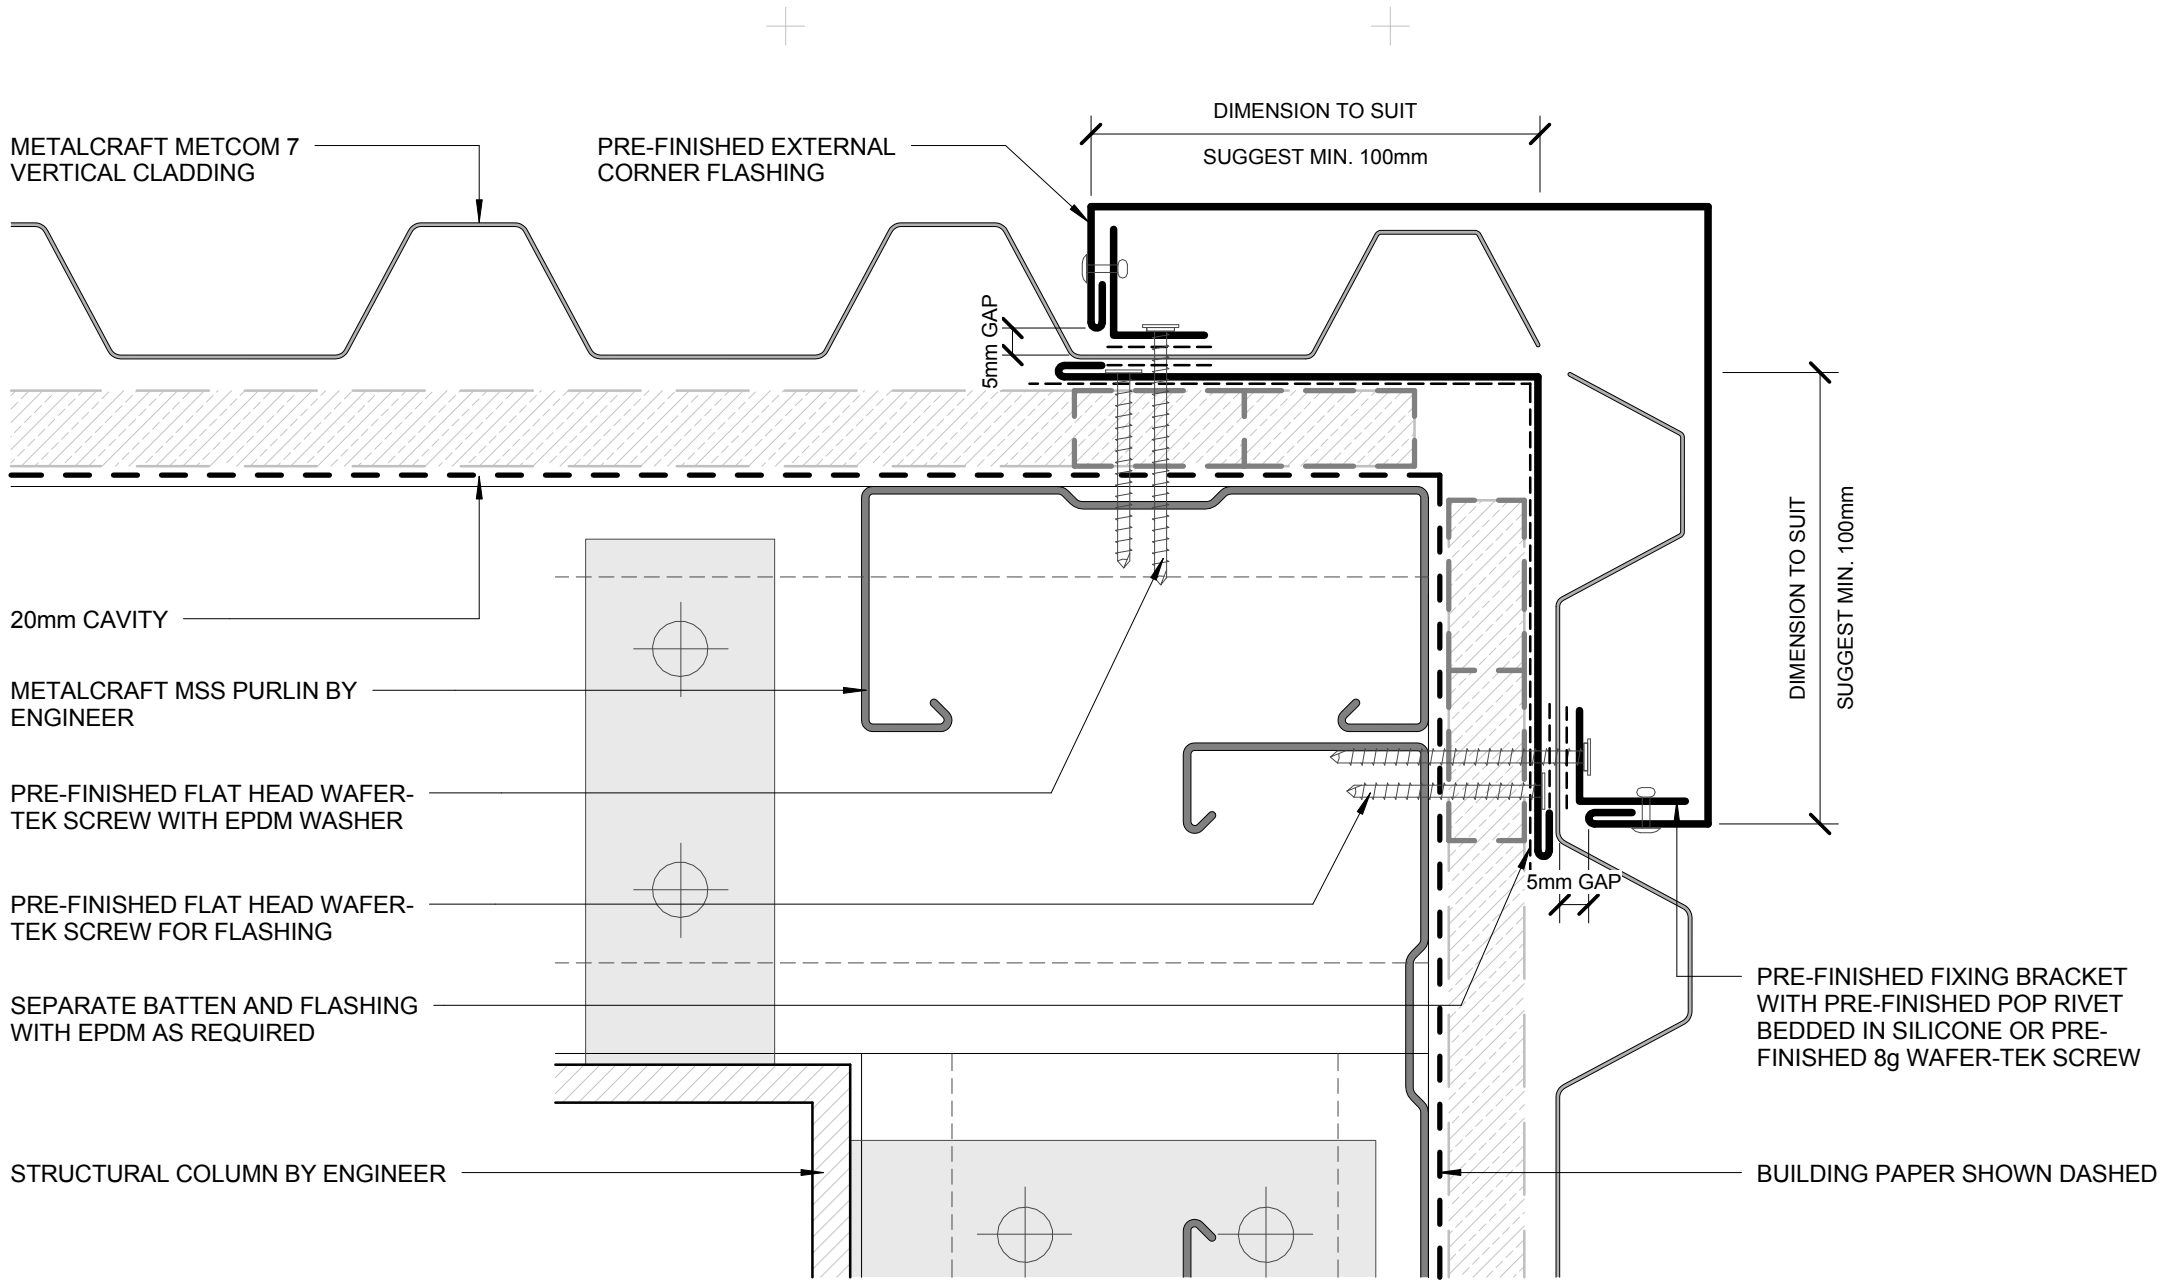 DIMENSION TO SUIT
SUGGEST MIN. 100mm
METALCRAFT METCOM 7
VERTICAL CLADDING
PRE-FINISHED EXTERNAL
CORNER FLASHING
5mm GAP
20mm CAVITY
METALCRAFT MSS PURLIN BY
ENGINEER
PRE-FINISHED FLAT HEAD WAFER-
TEK SCREW WITH EPDM WASHER
PRE-FINISHED FLAT HEAD WAFER-
TEK SCREW FOR FLASHING
SEPARATE BATTEN AND FLASHING
WITH EPDM AS REQUIRED
STRUCTURAL COLUMN BY ENGINEER
DIMENSION TO SUIT
SUGGEST MIN. 100mm
5mm GAP
PRE-FINISHED FIXING BRACKET
WITH PRE-FINISHED POP RIVET
BEDDED IN SILICONE OR PRE-
FINISHED 8g WAFER-TEK SCREW
BUILDING PAPER SHOWN DASHED